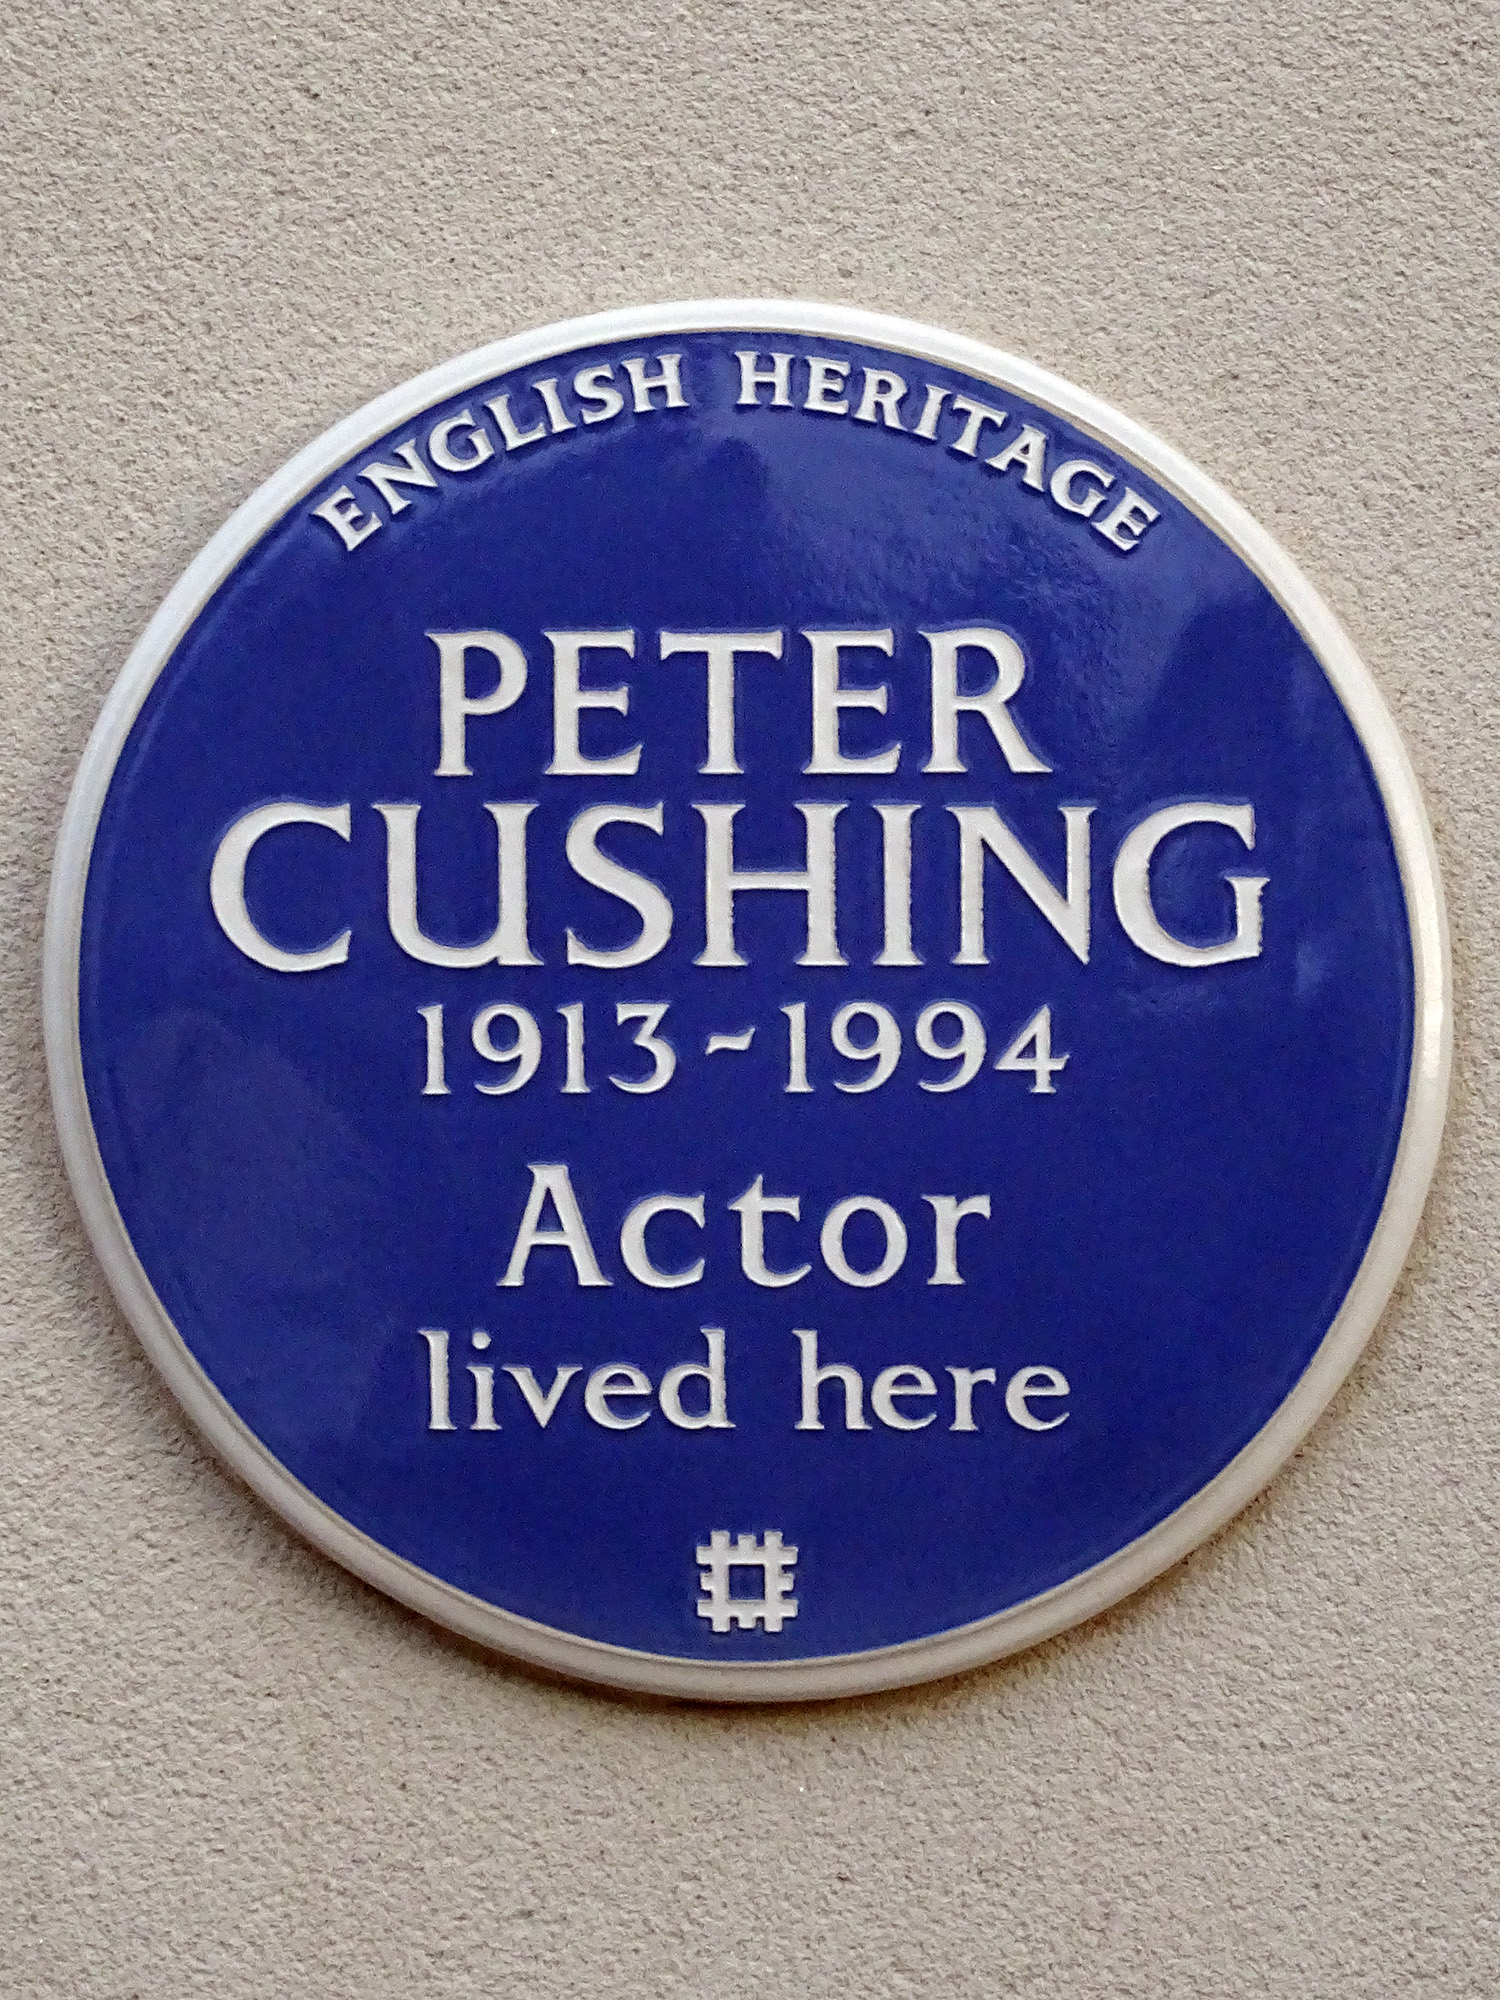 ENGLISH HERITAGE
PETER
CUSHING
1913-1994
Actor
lived here